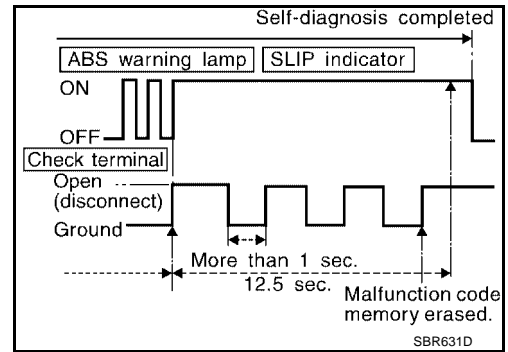 Self-diagnosis completed
ABS warning lamp SLIP indicator
ON
OFF
Check terminal
Open
(disconnect)
Ground
More than 1 sec.
12.5 sec.
Malfunction code
memory erased.
SBR631D